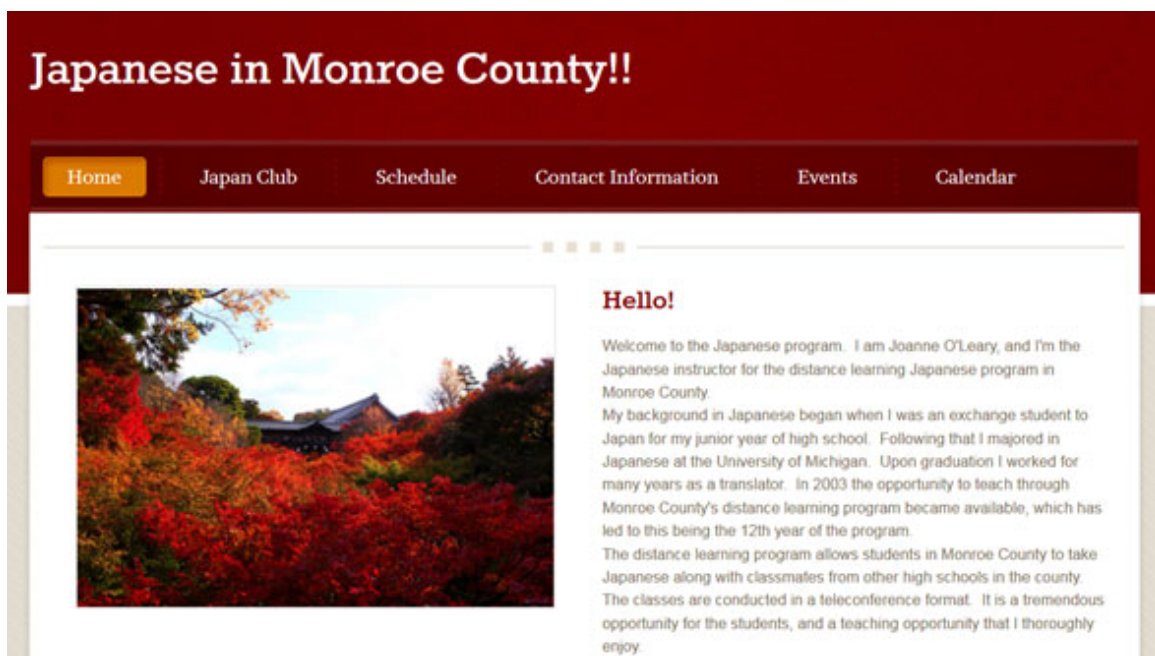 Japanese in Monroe County!!
Home Japan Club Schedule Contact Information Events Calendar
Hello!
Welcome to the Japanese program. I am Joanne O'Leary, and I'm the
Japanese instructor for the distance learning Japanese program in
Monroe County.
My background in Japanese began when I was an exchange student to
Japan for my junior year of high school. Following that I majored in
Japanese at the University of Michigan. Upon graduation I worked for
many years as a translator. In 2003 the opportunity to teach through
Monroe County's distance learning program became available, which has
led to this being the 12th year of the program.
The distance learning program allows students in Monroe County to take
Japanese along with classmates from other high schools in the county.
The classes are conducted in a teleconference format. It is a tremendous
opportunity for the students, and a teaching opportunity that I thoroughly
enjoy.